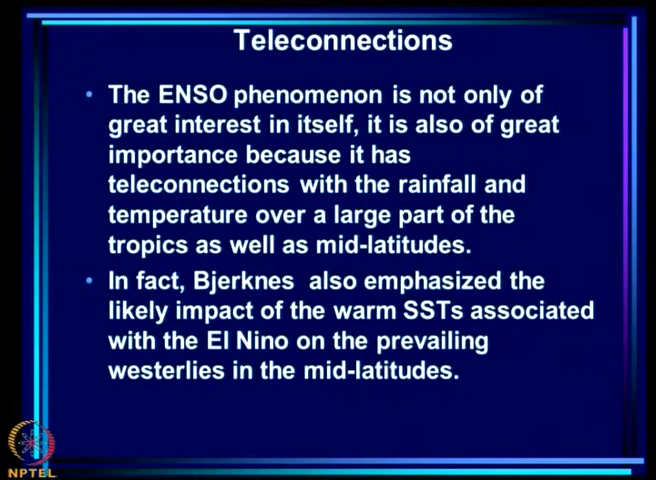 Teleconnections
• The ENSO phenomenon is not only of
great interest in itself, it is also of great
importance because it has
teleconnections with the rainfall and
temperature over a large part of the
tropics as well as mid-latitudes.
• In fact, Bjerknes also emphasized the
likely impact of the warm SSTs associated
with the El Nino on the prevailing
westerlies in the mid-latitudes.
NPTEL